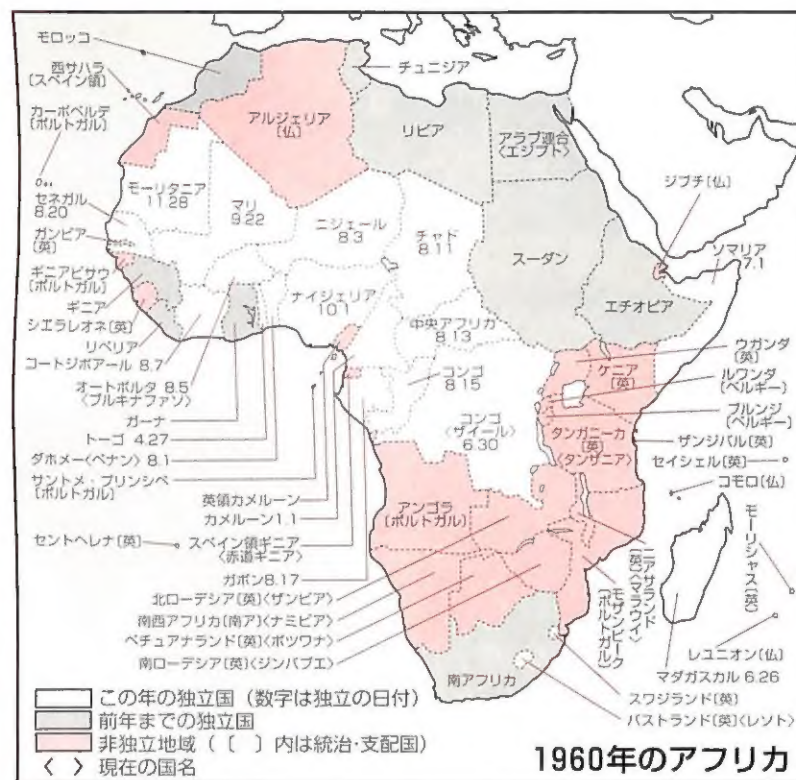 モロッコ
西サハラ
〔スペイン領〕
カーボベルデ
〔ポルトガル〕
チュニジア
アルジェリア
〔仏〕
リビア
アラブ連合
〈エジプト〉
ジブチ〔仏〕
モーリタニア
11.28
マリ
9.22
ニジェール
8.3
チャド
8.11
スーダン
ソマリア
7.1
セネガル
8.20
ガンビア
〔英〕
ギニアビサウ
〔ポルトガル〕
ギニア
シエラレオネ〔英〕
リベリア
コートジボアール 8.7
オートボルタ 8.5
〈ブルキナファソ〉
ガーナ
トーゴ 4.27
ダホメー〈ベナン〉8.1
サントメ・プリンシペ
〔ポルトガル〕
ナイジェリア
10.1
中央アフリカ
8.13
エチオピア
コンゴ
8.15
コンゴ
〈ザイール〉
6.30
ウガンダ
〔英〕
ケニア
〔英〕
ルワンダ
〔ベルギー〕
ブルンジ
〔ベルギー〕
タンガニーカ
〔英〕
〈タンザニア〉
ザンジバル〔英〕
セイシェル〔英〕
コモロ〔仏〕
英領カメルーン
カメルーン1.1
セントヘレナ〔英〕
スペイン領ギニア
〈赤道ギニア〉
ガボン8.17
アンゴラ
〔ポルトガル〕
北ローデシア〔英〕〈ザンビア〉
南西アフリカ〔南ア〕〈ナミビア〉
ベチュアナランド〔英〕〈ボツワナ〉
南ローデシア〔英〕〈ジンバブエ〉
ニアサランド
〔英〕〈マラウイ〉
モザンビーク
〔ポルトガル〕
モーリシャス〔英〕
レユニオン〔仏〕
マダガスカル 6.26
南アフリカ
スワジランド〔英〕
バストランド〔英〕〈レソト〉
この年の独立国（数字は独立の日付）
前年までの独立国
非独立地域（〔　〕内は統治・支配国）
〈　〉現在の国名
1960年のアフリカ